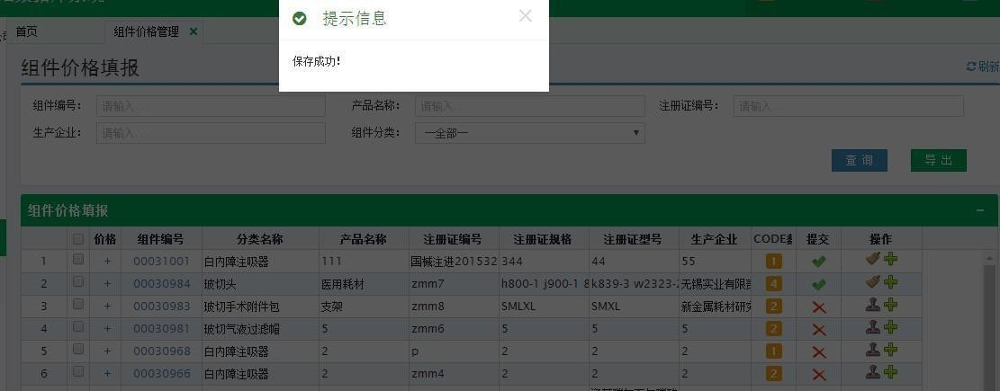 提示信息
保存成功!
首页 组件价格管理
组件价格填报 刷新
组件编号: 请输入... 产品名称: 请输入... 注册证编号: 请输入...
生产企业: 请输入... 组件分类: —全部—
查询 导出
组件价格填报
价格 组件编号 分类名称 产品名称 注册证编号 注册证规格 注册证型号 生产企业 CODE 提交 操作
1 + 00031001 白内障注吸器 111 国械注进201532 344 44 55 1
2 + 00030984 玻切头 医用耗材 zmm7 h800-1 j900-1 8 k839-3 w2323-2 无锡实业有限责 4
3 + 00030983 玻切手术附件包 支架 zmm8 SMLXL SMXL 新金属耗材研究 2
4 + 00030981 玻切气液过滤帽 5 zmm6 5 5 5 2
5 + 00030968 白内障注吸器 2 p 2 2 2 1
6 + 00030966 白内障注吸器 2 zmm4 2 2 2 2